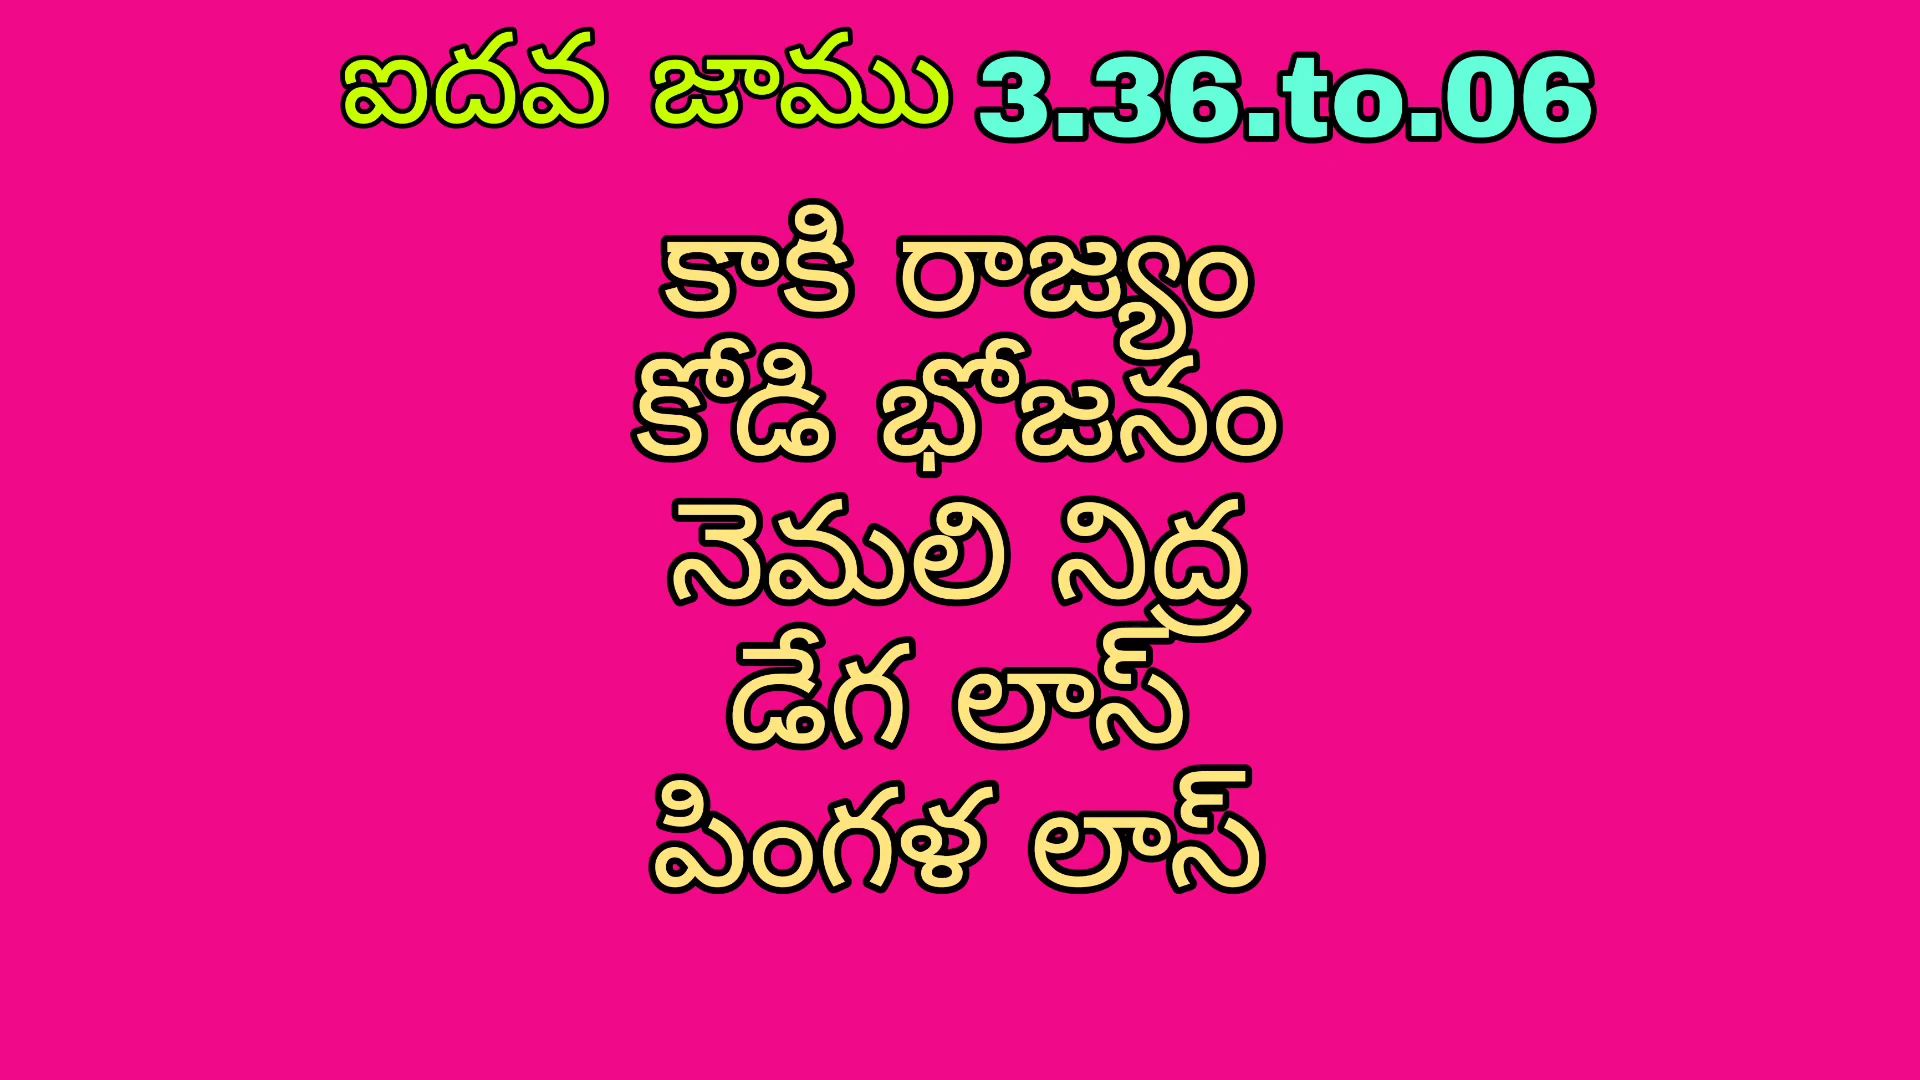 ఐదవ జాము 3.36.to.06
కాకి రాజ్యం
కోడి భోజనం
నెమలి నిద్ర
డేగ లాస్
పింగళ లాస్